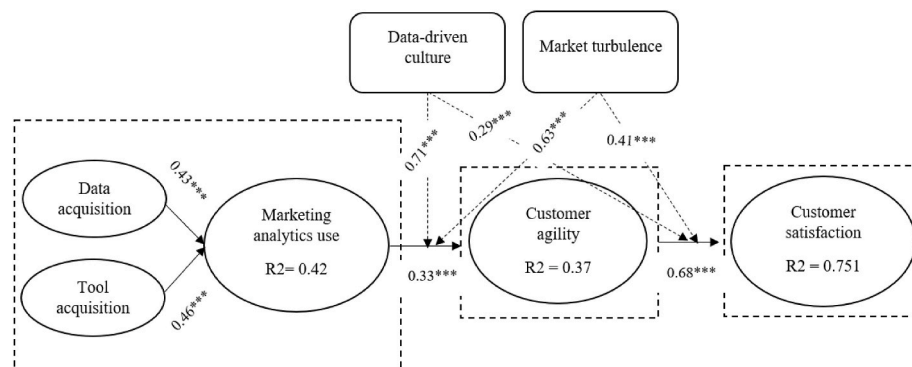 Data-driven
culture
Market turbulence
0.71***
0.29***
0.63***
0.41***
Data
acquisition
0.43***
Tool
acquisition
0.46***
Marketing
analytics use
R2= 0.42
0.33***
Customer
agility
R2 = 0.37
0.68***
Customer
satisfaction
R2 = 0.751